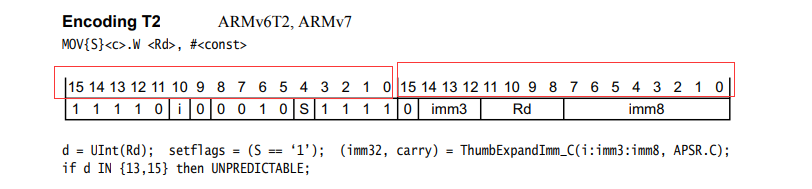 Encoding T2 ARMv6T2, ARMv7
MOV{S}<c>.W <Rd>, #<const>
15 14 13 12 11 10 9 8 7 6 5 4 3 2 1 0 15 14 13 12 11 10 9 8 7 6 5 4 3 2 1 0
1 1 1 1 0 i 0 0 0 1 0 S 1 1 1 1 0 imm3 Rd imm8
d = UInt(Rd); setflags = (S == ‘1’); (imm32, carry) = ThumbExpandImm_C(i:imm3:imm8, APSR.C);
if d IN {13,15} then UNPREDICTABLE;